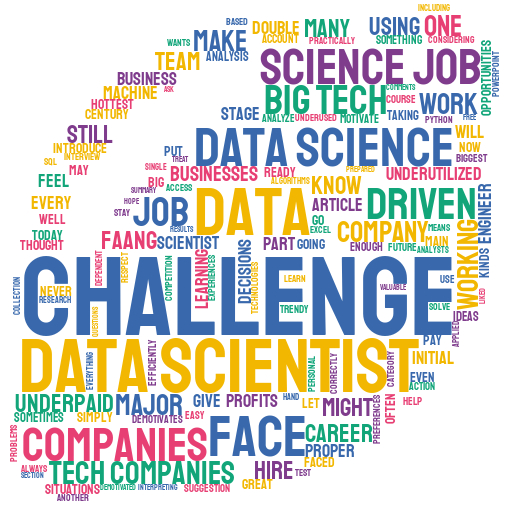 INCLUDING
BASED
DOUBLE
MANY
USING
ONE
WANTS
MAKE
ACCOUNT
PRACTICALLY
SOMETHING
CONSIDERING
TEAM
ANALYSIS
SCIENCE JOB
OPPORTUNITIES
POWERPOINT
BUSINESS
MACHINE
ASK
BIG TECH
COMMENTS
COURSE
WORK
HOTTEST
CENTURY
STAGE
ANALYZE
UNDERUSED
MOTIVATE
TAKING
PYTHON
FREE
STILL
DATA SCIENCE
WILL
INTRODUCE
INTERVIEW
PUT
TREAT
NOW
BIGGEST
SQL
MAY
SINGLE
BUSINESSES
READY
PREPARED
UNDERUTILIZED
FEEL
BIG
ACCESS
ALGORITHMS
KNOW
SUMMARY
EVERY
HOPE
JOB
DATA
ARTICLE
DRIVEN
KINDS ENGINEER
WELL
STAY
GO
EXCEL
COMPANY
MEANS
TODAY
THOUGHT
FAANG
RESULTS
SCIENTIST
PART
GOING
ENOUGH
FUTURE
MAIN
ANALYSTS
WORKING
DEPENDENT
RESPECT
COMPETITION
LEARNING
EXPERIENCES
DECISIONS
TECHNOLOGIES
LEARN
VALUABLE
USE
LIKED
COLLECTION
NEVER
RESEARCH
CHALLENGE
TRENDY
SOLVE
IDEAS
APPLIED
QUESTIONS
PAY
DATA SCIENTIST
INITIAL
EVERYTHING
EFFICIENTLY
PERSONAL
CORRECTLY
CATEGORY
EVEN
ACTION
UNDERPAID
MAJOR
GIVE
PROFITS
HAND
LET
MIGHT
PREFERENCES
OFTEN
HELP
SOMETIMES
SIMPLY
DEMOTIVATES
EASY
PROBLEMS
COMPANIES
FACE
CAREER
PROPER
ALWAYS
SECTION
TECH COMPANIES
HIRE
TEST
FACED
SITUATIONS
DEMOTIVATED
INTERPRETING
SUGGESTION
GREAT
ANOTHER